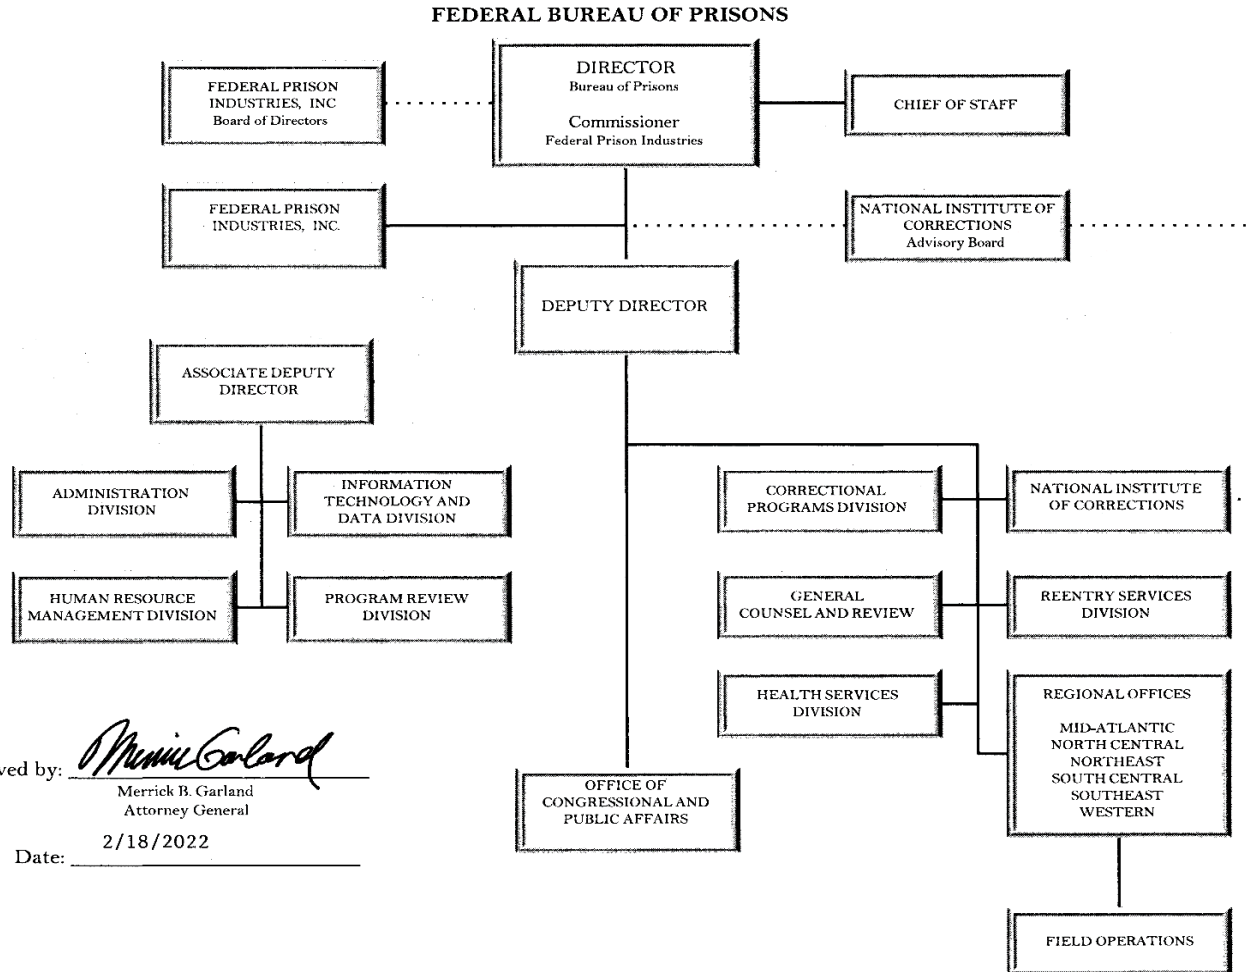 FEDERAL BUREAU OF PRISONS
FEDERAL PRISON
INDUSTRIES, INC
Board of Directors
DIRECTOR
Bureau of Prisons
Commissioner
Federal Prison Industries
CHIEF OF STAFF
FEDERAL PRISON
INDUSTRIES, INC.
NATIONAL INSTITUTE OF
CORRECTIONS
Advisory Board
DEPUTY DIRECTOR
ASSOCIATE DEPUTY
DIRECTOR
ADMINISTRATION
DIVISION
INFORMATION
TECHNOLOGY AND
DATA DIVISION
HUMAN RESOURCE
MANAGEMENT DIVISION
PROGRAM REVIEW
DIVISION
CORRECTIONAL
PROGRAMS DIVISION
NATIONAL INSTITUTE
OF CORRECTIONS
GENERAL
COUNSEL AND REVIEW
REENTRY SERVICES
DIVISION
HEALTH SERVICES
DIVISION
REGIONAL OFFICES
MID-ATLANTIC
NORTH CENTRAL
NORTHEAST
SOUTH CENTRAL
SOUTHEAST
WESTERN
OFFICE OF
CONGRESSIONAL AND
PUBLIC AFFAIRS
FIELD OPERATIONS
ved by: Merrick Garland
Merrick B. Garland
Attorney General
Date: 2/18/2022